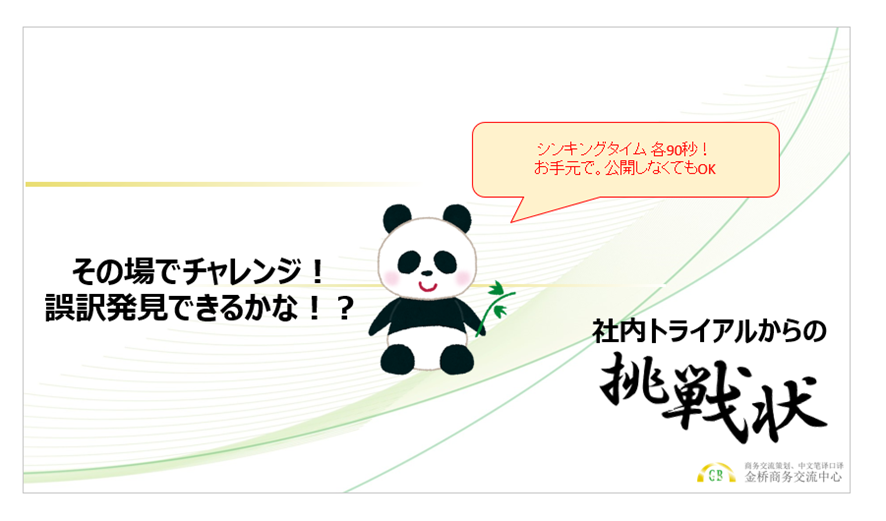 シンキングタイム 各90秒！
お手元で。公開しなくてもOK
その場でチャレンジ！
誤訳発見できるかな！？
社内トライアルからの
挑戦状
GB
商务交流策划、中文笔译口译
金桥商务交流中心